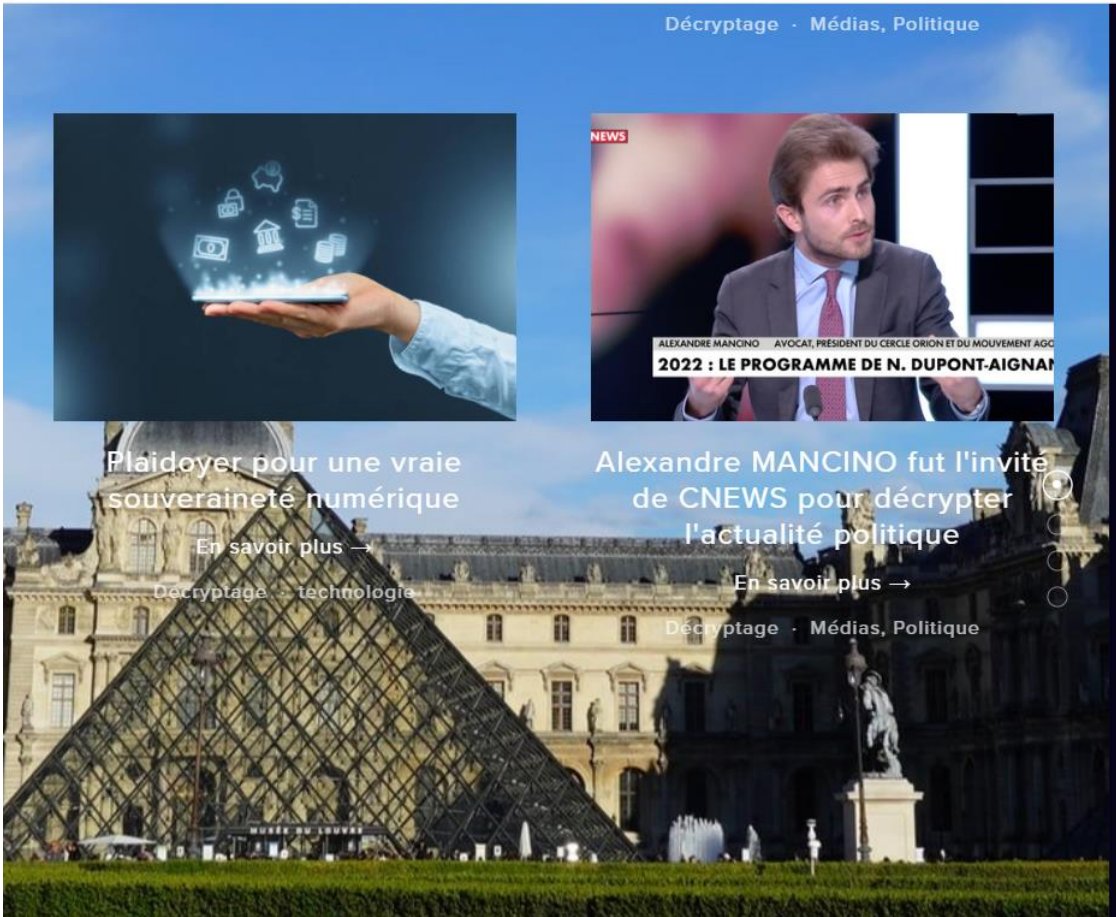 Décryptage · Médias, Politique
NEWS
ALEXANDRE MANCINO AVOCAT, PRÉSIDENT DU CERCLE ORION ET DU MOUVEMENT AGO
2022 : LE PROGRAMME DE N. DUPONT-AIGNAN
Plaidoyer pour une vraie
souveraineté numérique
En savoir plus →
Décryptage · technologie
Alexandre MANCINO fut l'invité
de CNEWS pour décrypter
l'actualité politique
En savoir plus →
Décryptage · Médias, Politique
MUSÉE DU LOUVRE